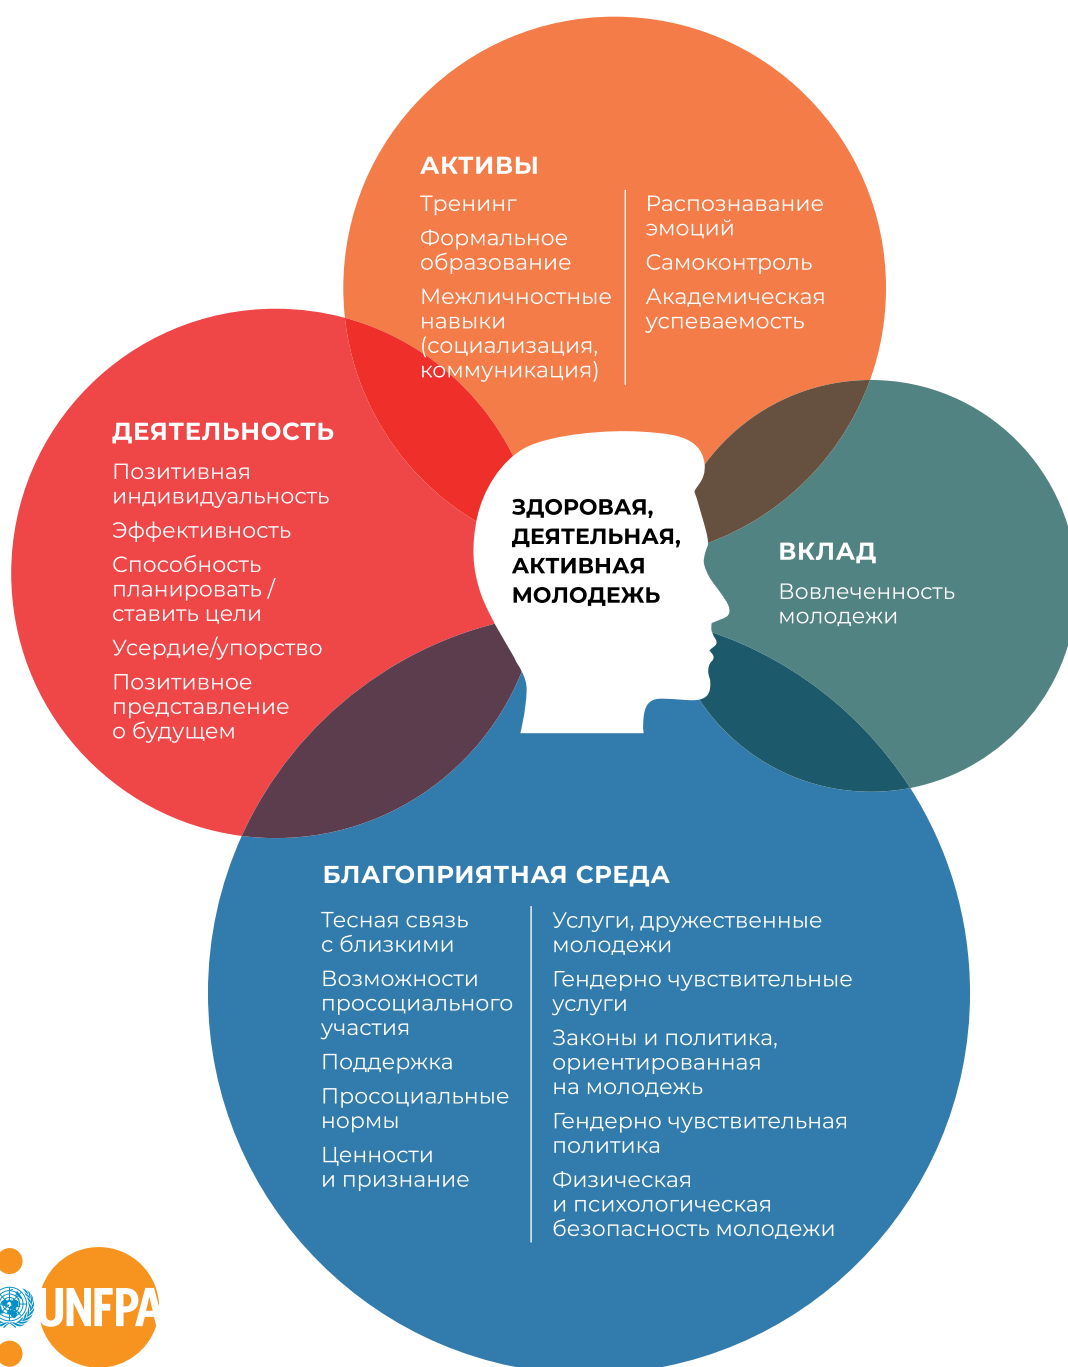 АКТИВЫ
Тренинг
Формальное
образование
Межличностные
навыки
(социализация,
коммуникация)
Распознавание
эмоций
Самоконтроль
Академическая
успеваемость
ДЕЯТЕЛЬНОСТЬ
Позитивная
индивидуальность
Эффективность
Способность
планировать /
ставить цели
Усердие/упорство
Позитивное
представление
о будущем
ЗДОРОВАЯ,
ДЕЯТЕЛЬНАЯ,
АКТИВНАЯ
МОЛОДЕЖЬ
ВКЛАД
Вовлеченность
молодежи
БЛАГОПРИЯТНАЯ СРЕДА
Тесная связь
с близкими
Возможности
просоциального
участия
Поддержка
Просоциальные
нормы
Ценности
и признание
Услуги, дружественные
молодежи
Гендерно чувствительные
услуги
Законы и политика,
ориентированная
на молодежь
Гендерно чувствительная
политика
Физическая
и психологическая
безопасность молодежи
UNFPA